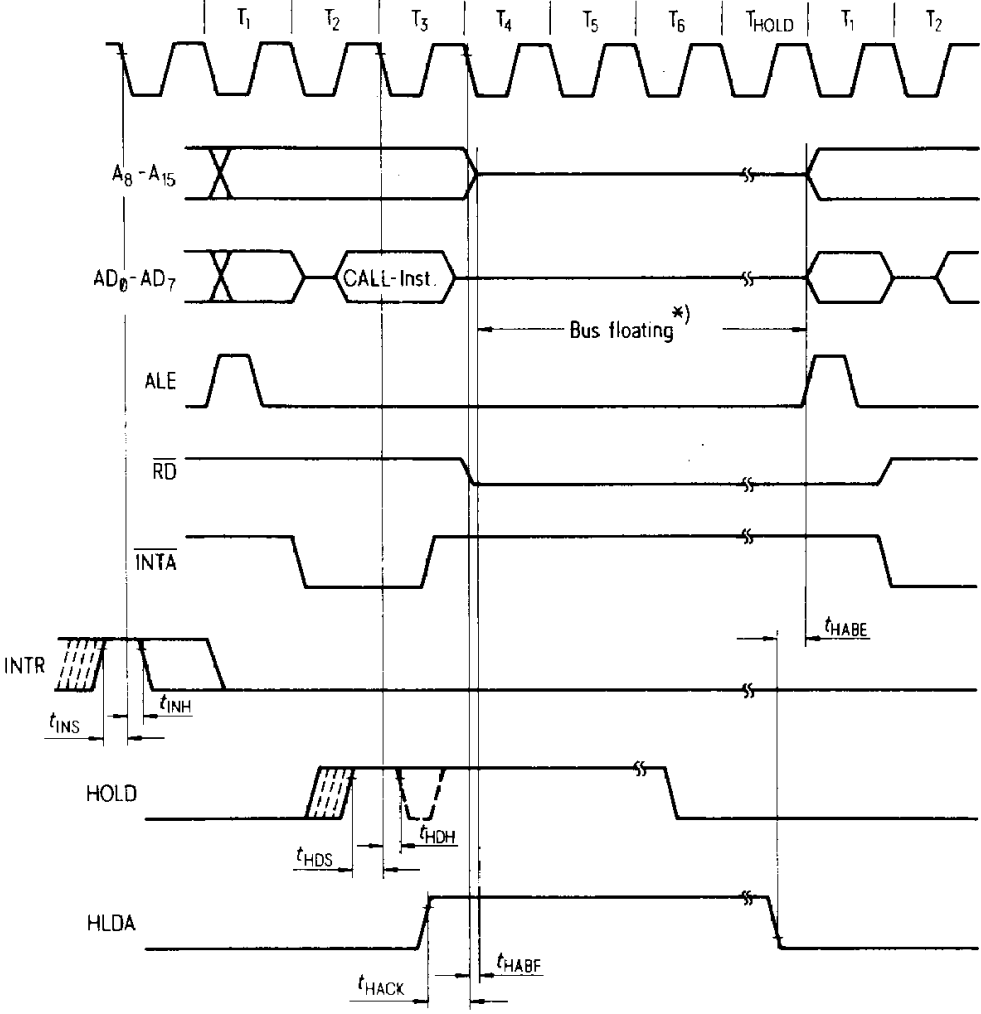 T1 T2 T3 T4 T5 T6 THOLD T1 T2
A8-A15
AD0-AD7
CALL-Inst.
Bus floating*)
ALE
RD
INTA
tHABE
INTR
tINS
tINH
HOLD
tHDH
tHDS
HLDA
tHABF
tHACK